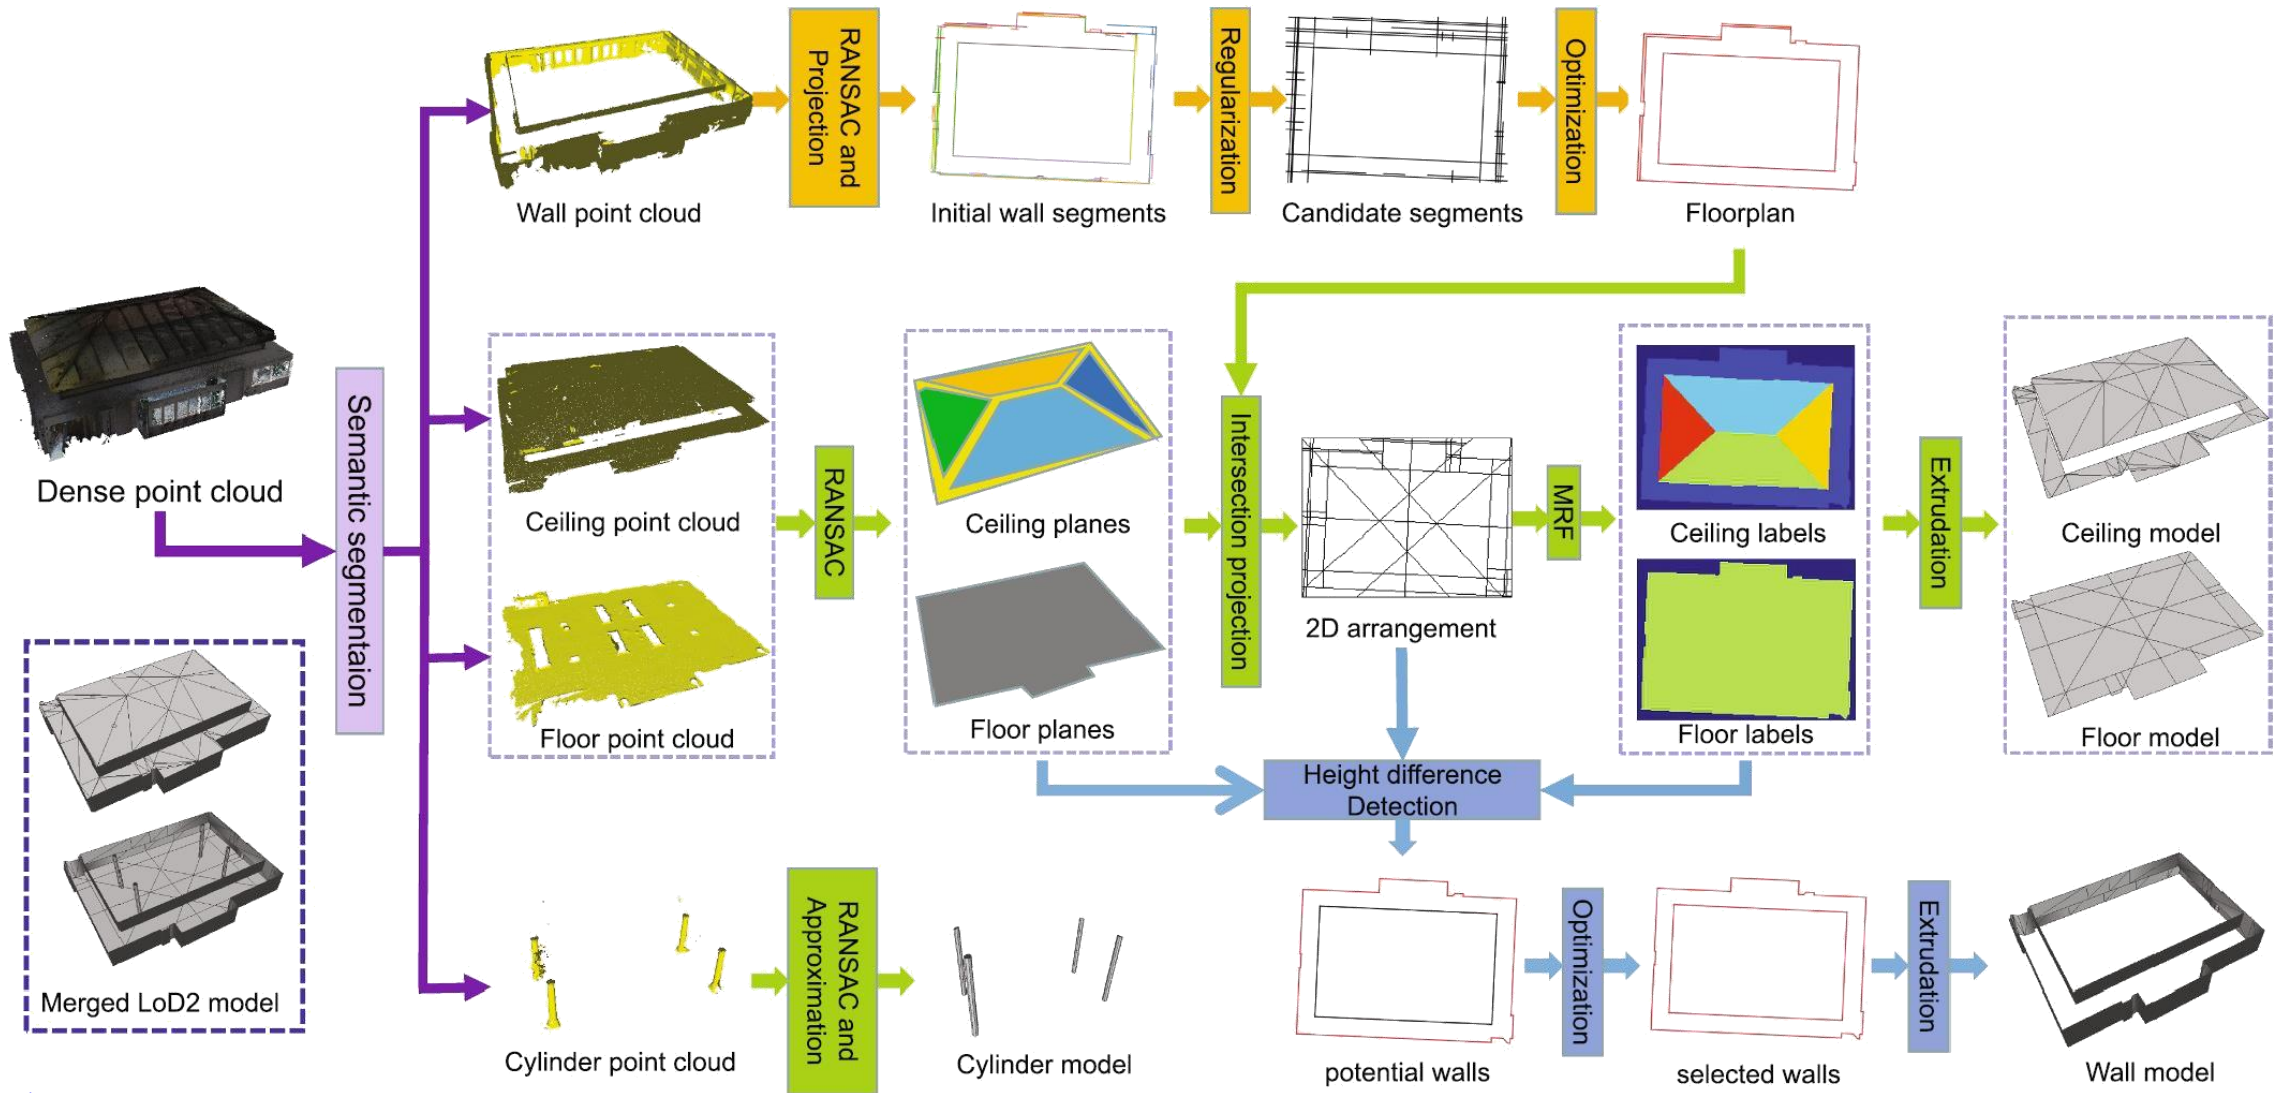 RANSAC and
Projection
Regularization
Optimization
Wall point cloud
Initial wall segments
Candidate segments
Floorplan
Dense point cloud
Semantic segmentaion
Ceiling point cloud
Floor point cloud
RANSAC
Ceiling planes
Floor planes
Intersection projection
2D arrangement
MRF
Ceiling labels
Floor labels
Extrudation
Ceiling model
Floor model
Height difference
Detection
Merged LoD2 model
Cylinder point cloud
RANSAC and
Approximation
Cylinder model
potential walls
Optimization
selected walls
Extrudation
Wall model